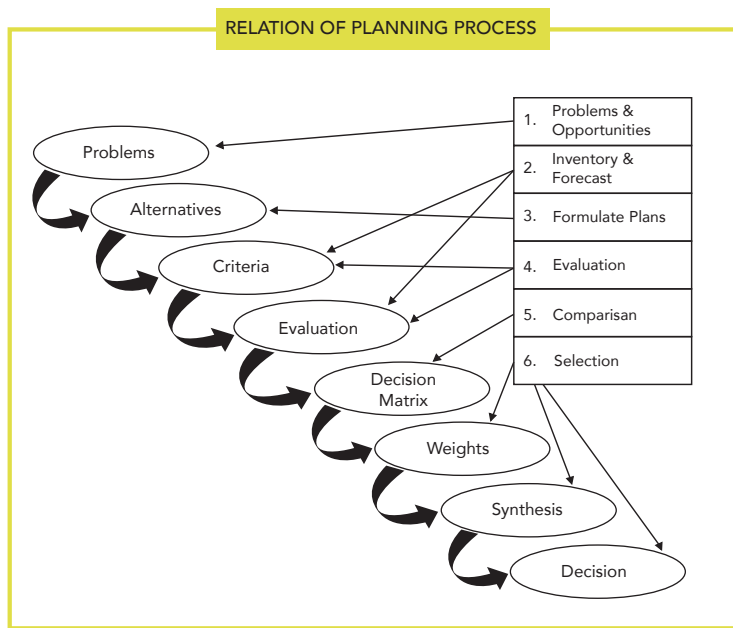 RELATION OF PLANNING PROCESS
Problems
Alternatives
Criteria
Evaluation
Decision
Matrix
Weights
Synthesis
Decision
1. Problems &
Opportunities
2. Inventory &
Forecast
3. Formulate Plans
4. Evaluation
5. Comparisan
6. Selection